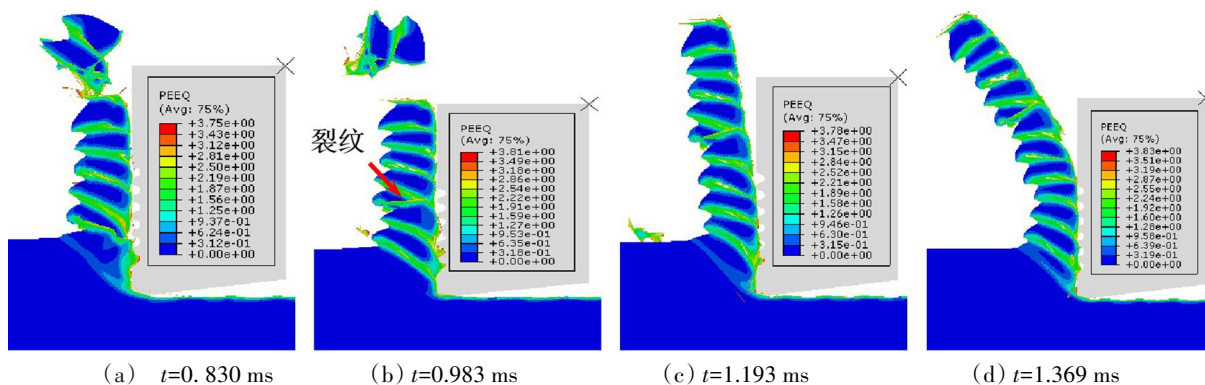 PEEQ
(Avg: 75%)
+3.75e+00
+3.43e+00
+3.12e+00
+2.81e+00
+2.50e+00
+2.19e+00
+1.87e+00
+1.56e+00
+1.25e+00
+9.37e-01
+6.24e-01
+3.12e-01
+0.00e+00
裂纹
PEEQ
(Avg: 75%)
+3.81e+00
+3.49e+00
+3.18e+00
+2.86e+00
+2.54e+00
+2.22e+00
+1.91e+00
+1.59e+00
+1.27e+00
+9.53e-01
+6.35e-01
+3.18e-01
+0.00e+00
PEEQ
(Avg: 75%)
+3.78e+00
+3.47e+00
+3.15e+00
+2.84e+00
+2.52e+00
+2.21e+00
+1.89e+00
+1.58e+00
+1.26e+00
+9.46e-01
+6.30e-01
+3.15e-01
+0.00e+00
PEEQ
(Avg: 75%)
+3.83e+00
+3.51e+00
+3.19e+00
+2.87e+00
+2.55e+00
+2.24e+00
+1.92e+00
+1.60e+00
+1.28e+00
+9.58e-01
+6.39e-01
+3.19e-01
+0.00e+00
(a) t=0. 830 ms
(b) t=0.983 ms
(c) t=1.193 ms
(d) t=1.369 ms